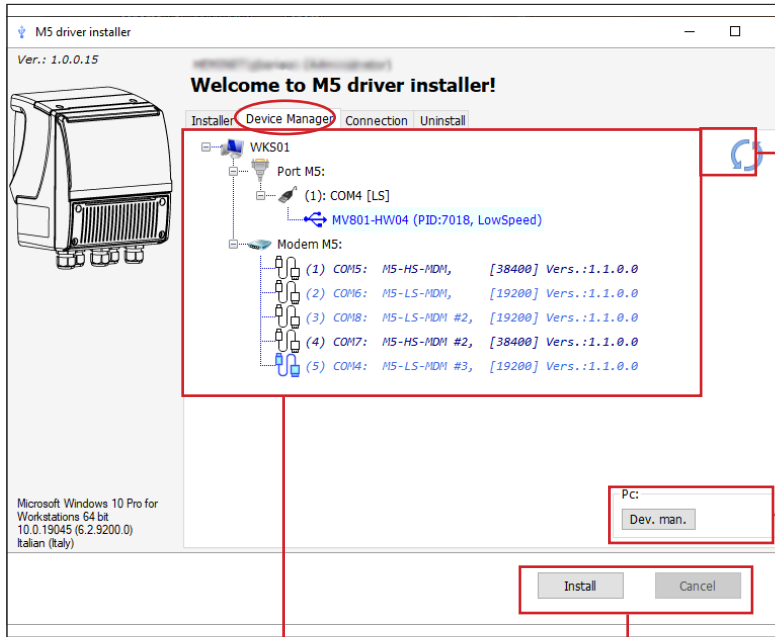 M5 driver installer
Ver.: 1.0.0.15
Welcome to M5 driver installer!
Installer Device Manager Connection Uninstall
WKS01
Port M5:
(1): COM4 [LS]
MV801-HW04 (PID:7018, LowSpeed)
Modem M5:
(1) COM5: M5-HS-MDM, [38400] Vers.:1.1.0.0
(2) COM6: M5-LS-MDM, [19200] Vers.:1.1.0.0
(3) COM8: M5-LS-MDM #2, [19200] Vers.:1.1.0.0
(4) COM7: M5-HS-MDM #2, [38400] Vers.:1.1.0.0
(5) COM4: M5-LS-MDM #3, [19200] Vers.:1.1.0.0
Microsoft Windows 10 Pro for
Workstations 64 bit
10.0.19045 (6.2.9200.0)
Italian (Italy)
Pc:
Dev. man.
Install Cancel